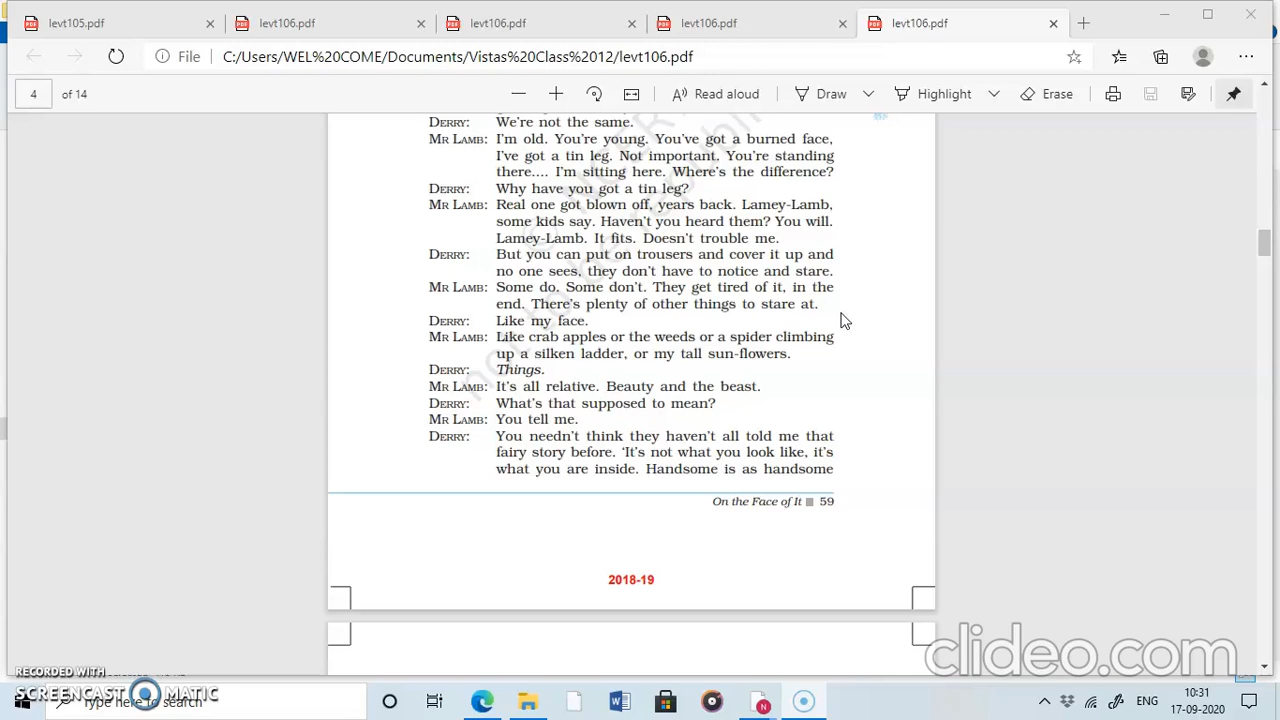 levt105.pdf
levt106.pdf
levt106.pdf
levt106.pdf
levt106.pdf
File C:/Users/WEL%20COME/Documents/Vistas%20Class%2012/levt106.pdf
4 of 14 Read aloud Draw Highlight Erase
DERRY: We're not the same.
MR LAMB: I'm old. You're young. You've got a burned face,
I've got a tin leg. Not important. You're standing
there.... I'm sitting here. Where's the difference?
DERRY: Why have you got a tin leg?
MR LAMB: Real one got blown off, years back. Lamey-Lamb,
some kids say. Haven't you heard them? You will.
Lamey-Lamb. It fits. Doesn't trouble me.
DERRY: But you can put on trousers and cover it up and
no one sees, they don't have to notice and stare.
MR LAMB: Some do. Some don't. They get tired of it, in the
end. There's plenty of other things to stare at.
DERRY: Like my face.
MR LAMB: Like crab apples or the weeds or a spider climbing
up a silken ladder, or my tall sun-flowers.
DERRY: Things.
MR LAMB: It's all relative. Beauty and the beast.
DERRY: What's that supposed to mean?
MR LAMB: You tell me.
DERRY: You needn't think they haven't all told me that
fairy story before. 'It's not what you look like, it's
what you are inside. Handsome is as handsome
On the Face of It 59
2018-19
clideo.com
RECORDED WITH
SCREENCAST MATIC
Type here to search
ENG
10:31
17-09-2020